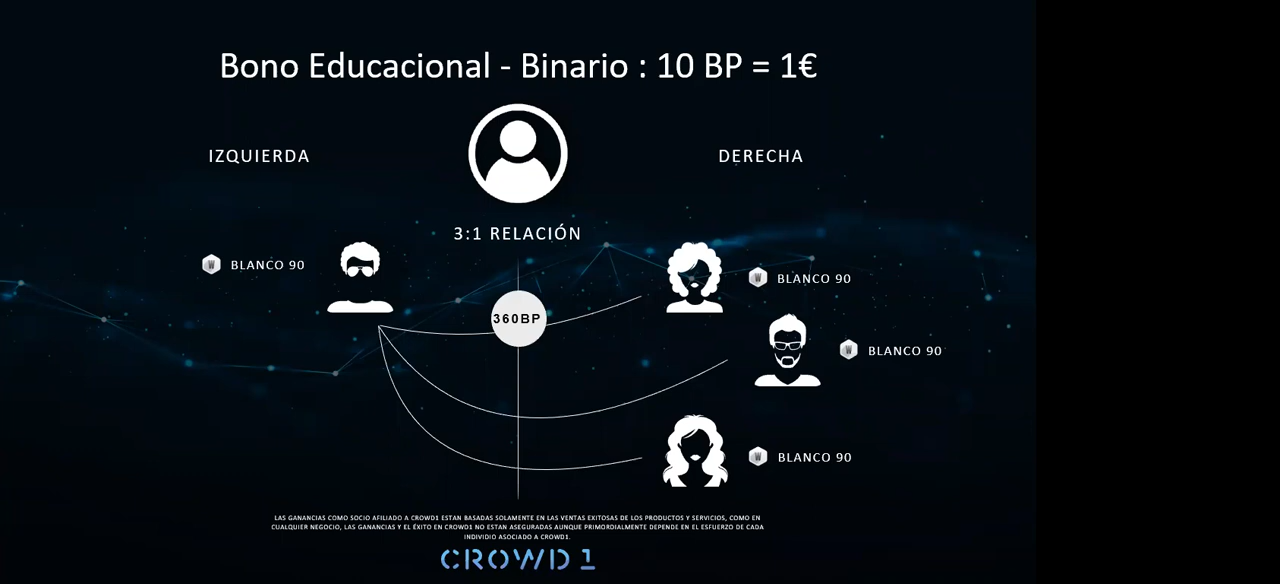 Bono Educacional - Binario : 10 BP = 1€
IZQUIERDA
DERECHA
3:1 RELACIÓN
BLANCO 90
BLANCO 90
360BP
BLANCO 90
BLANCO 90
LAS GANANCIAS COMO SOCIO AFILIADO A CROWD1 ESTAN BASADAS SOLAMENTE EN LAS VENTAS EXITOSAS DE LOS PRODUCTOS Y SERVICIOS, COMO EN
CUALQUIER NEGOCIO, LAS GANANCIAS Y EL ÉXITO EN CROWD1 NO ESTAN ASEGURADAS AUNQUE PRIMORDIALMENTE DEPENDE EN EL ESFUERZO DE CADA
INDIVIDIO ASOCIADO A CROWD1.
CROWD1